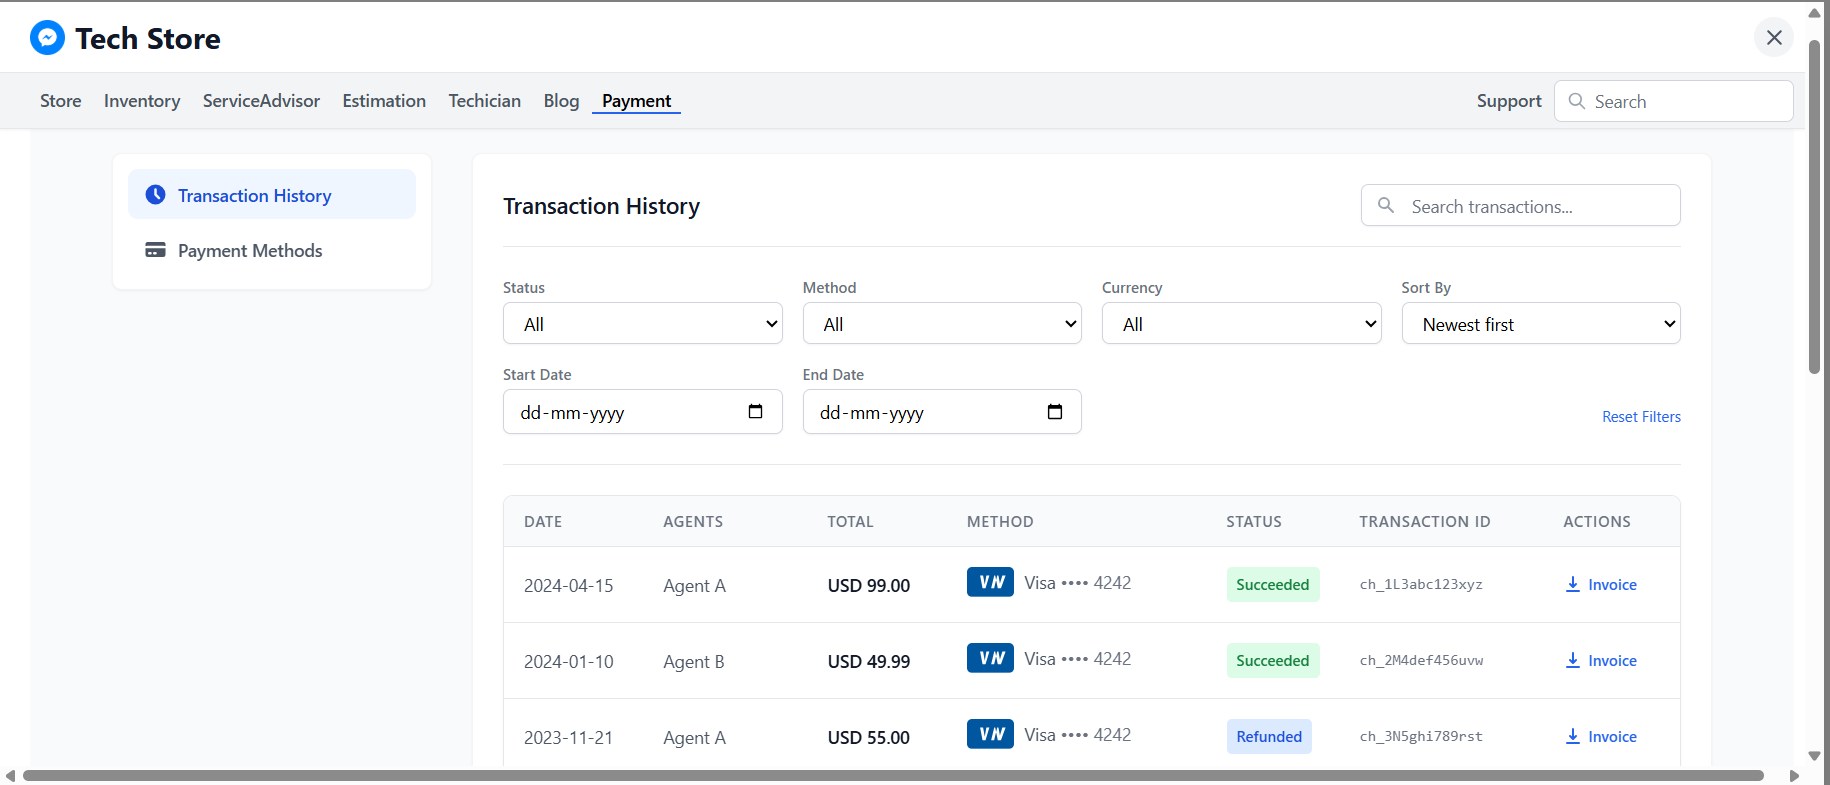 Tech Store
Store Inventory ServiceAdvisor Estimation Techician Blog Payment Support Search
Transaction History
Payment Methods
Transaction History Search transactions...
Status Method Currency Sort By
All All All Newest first
Start Date End Date
dd-mm-yyyy dd-mm-yyyy Reset Filters
DATE AGENTS TOTAL METHOD STATUS TRANSACTION ID ACTIONS
2024-04-15 Agent A USD 99.00 Visa •••• 4242 Succeeded ch_1L3abc123xyz Invoice
2024-01-10 Agent B USD 49.99 Visa •••• 4242 Succeeded ch_2M4def456uvw Invoice
2023-11-21 Agent A USD 55.00 Visa •••• 4242 Refunded ch_3N5ghi789rst Invoice